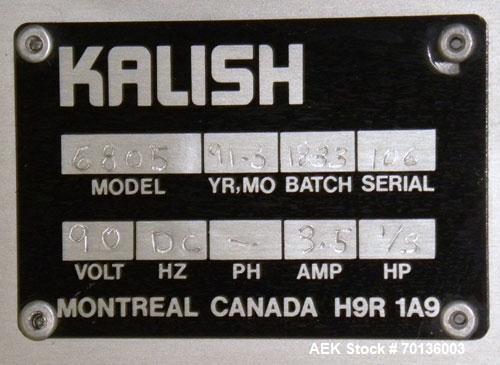 KALISH
6805 91-3 1833 106
MODEL YR,MO BATCH SERIAL
90 DC - 3.5 1/3
VOLT HZ PH AMP HP
MONTREAL CANADA H9R 1A9
AEK Stock # 70136003